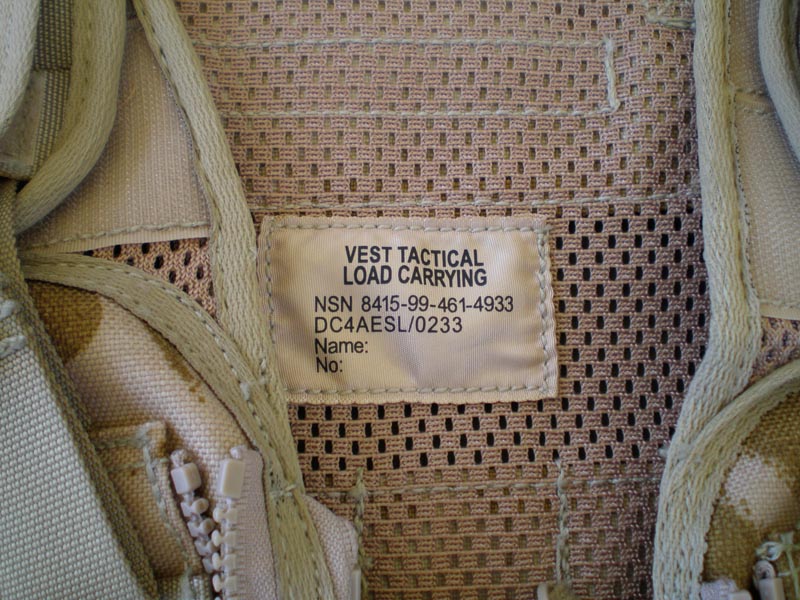 VEST TACTICAL
LOAD CARRYING
NSN 8415-99-461-4933
DC4AESL/0233
Name:
No: